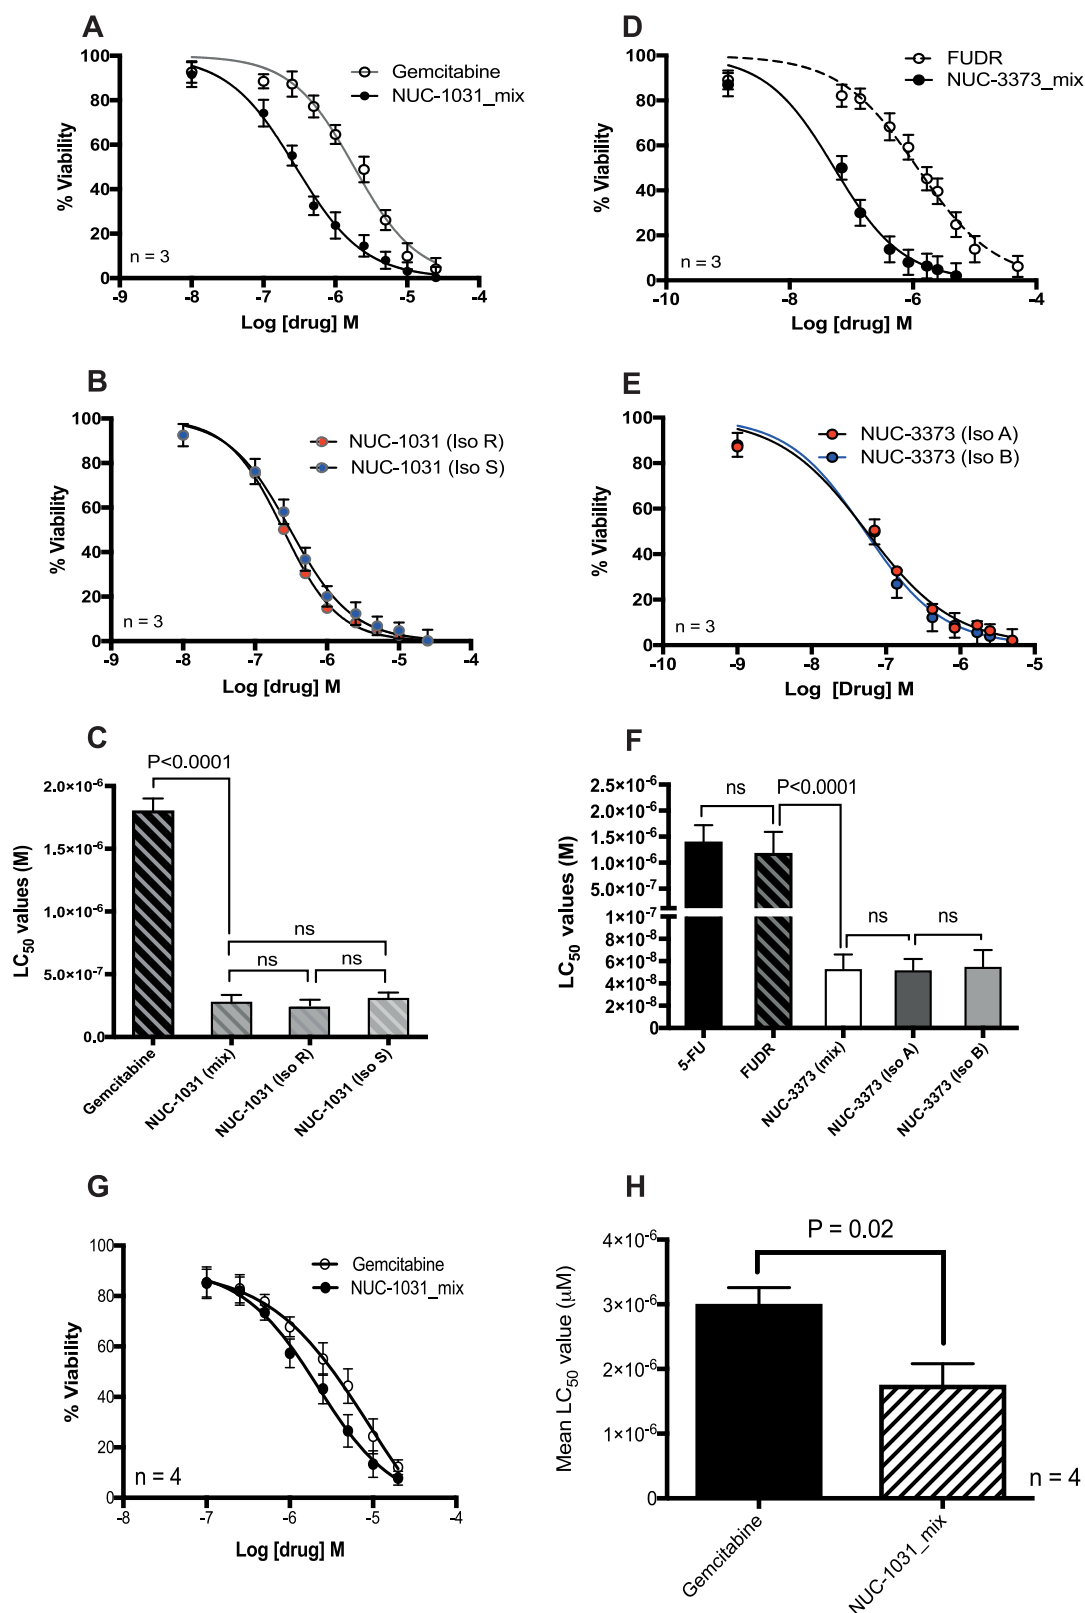 A
100
80
60
40
20
0
% Viability
Gemcitabine
NUC-1031_mix
n = 3
-9
-8
-7
-6
-5
-4
Log [drug] M
D
100
80
60
40
20
0
% Viability
FUDR
NUC-3373_mix
n = 3
-10
-8
-6
-4
Log [drug] M
B
100
80
60
40
20
0
% Viability
NUC-1031 (Iso R)
NUC-1031 (Iso S)
n = 3
-9
-8
-7
-6
-5
-4
Log [drug] M
E
100
80
60
40
20
0
% Viability
NUC-3373 (Iso A)
NUC-3373 (Iso B)
n = 3
-10
-9
-8
-7
-6
-5
Log [Drug] M
C
P<0.0001
2.0×10⁻⁶
1.5×10⁻⁶
1.0×10⁻⁶
5.0×10⁻⁷
0.0
LC₅₀ values (M)
ns
ns
ns
Gemcitabine
NUC-1031 (mix)
NUC-1031 (Iso R)
NUC-1031 (Iso S)
F
2.5×10⁻⁶
2.0×10⁻⁶
1.5×10⁻⁶
1.0×10⁻⁶
5.0×10⁻⁷
1×10⁻⁷
8×10⁻⁸
6×10⁻⁸
4×10⁻⁸
2×10⁻⁸
0
LC₅₀ values (M)
ns
P<0.0001
ns
ns
5-FU
FUDR
NUC-3373 (mix)
NUC-3373 (Iso A)
NUC-3373 (Iso B)
G
100
80
60
40
20
0
% Viability
Gemcitabine
NUC-1031_mix
n = 4
-8
-7
-6
-5
-4
Log [drug] M
H
P = 0.02
4×10⁻⁶
3×10⁻⁶
2×10⁻⁶
1×10⁻⁶
0
Mean LC₅₀ value (μM)
n = 4
Gemcitabine
NUC-1031_mix